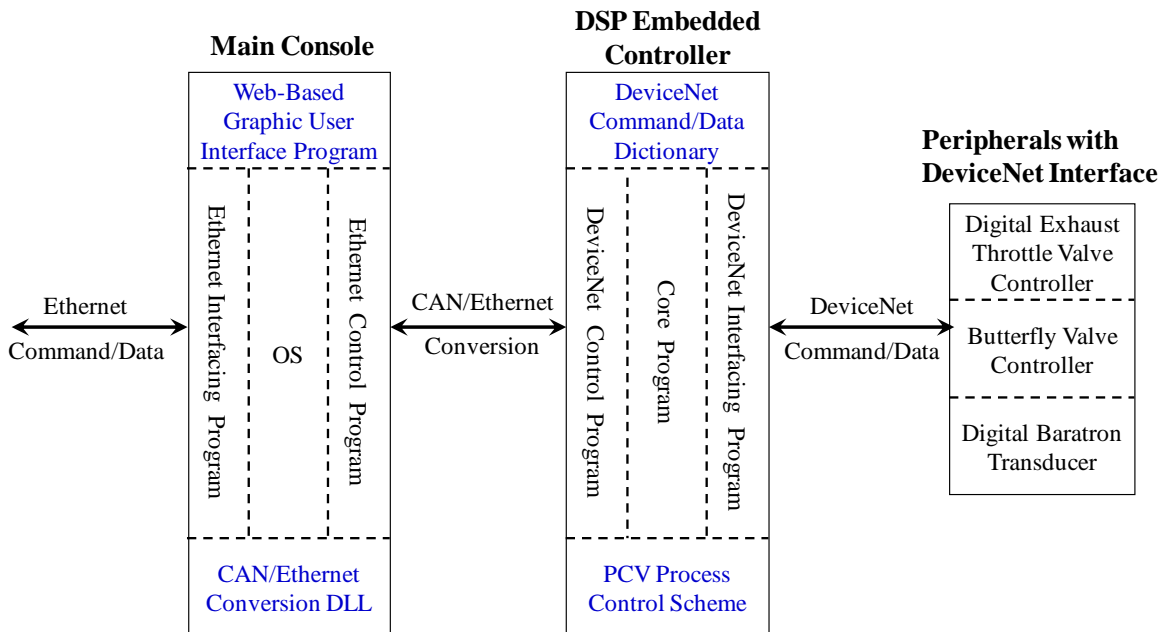 Main Console
Web-Based
Graphic User
Interface Program
Ethernet Interfacing Program
OS
Ethernet Control Program
CAN/Ethernet
Conversion DLL
Ethernet
Command/Data
CAN/Ethernet
Conversion
DSP Embedded
Controller
DeviceNet
Command/Data
Dictionary
DeviceNet Control Program
Core Program
DeviceNet Interfacing Program
PCV Process
Control Scheme
DeviceNet
Command/Data
Peripherals with
DeviceNet Interface
Digital Exhaust
Throttle Valve
Controller
Butterfly Valve
Controller
Digital Baratron
Transducer